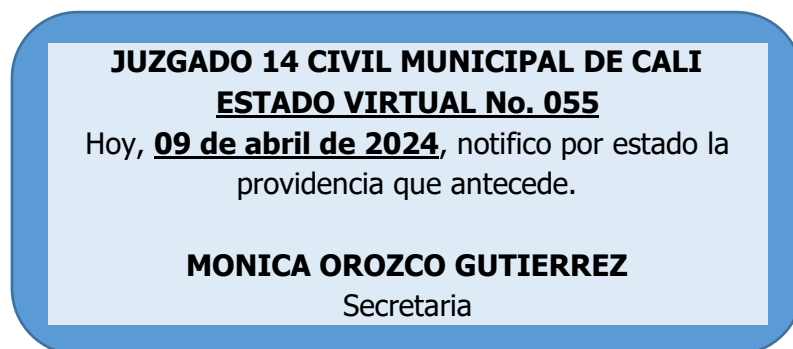 JUZGADO 14 CIVIL MUNICIPAL DE CALI
ESTADO VIRTUAL No. 055
Hoy, 09 de abril de 2024, notifico por estado la
providencia que antecede.
MONICA OROZCO GUTIERREZ
Secretaria